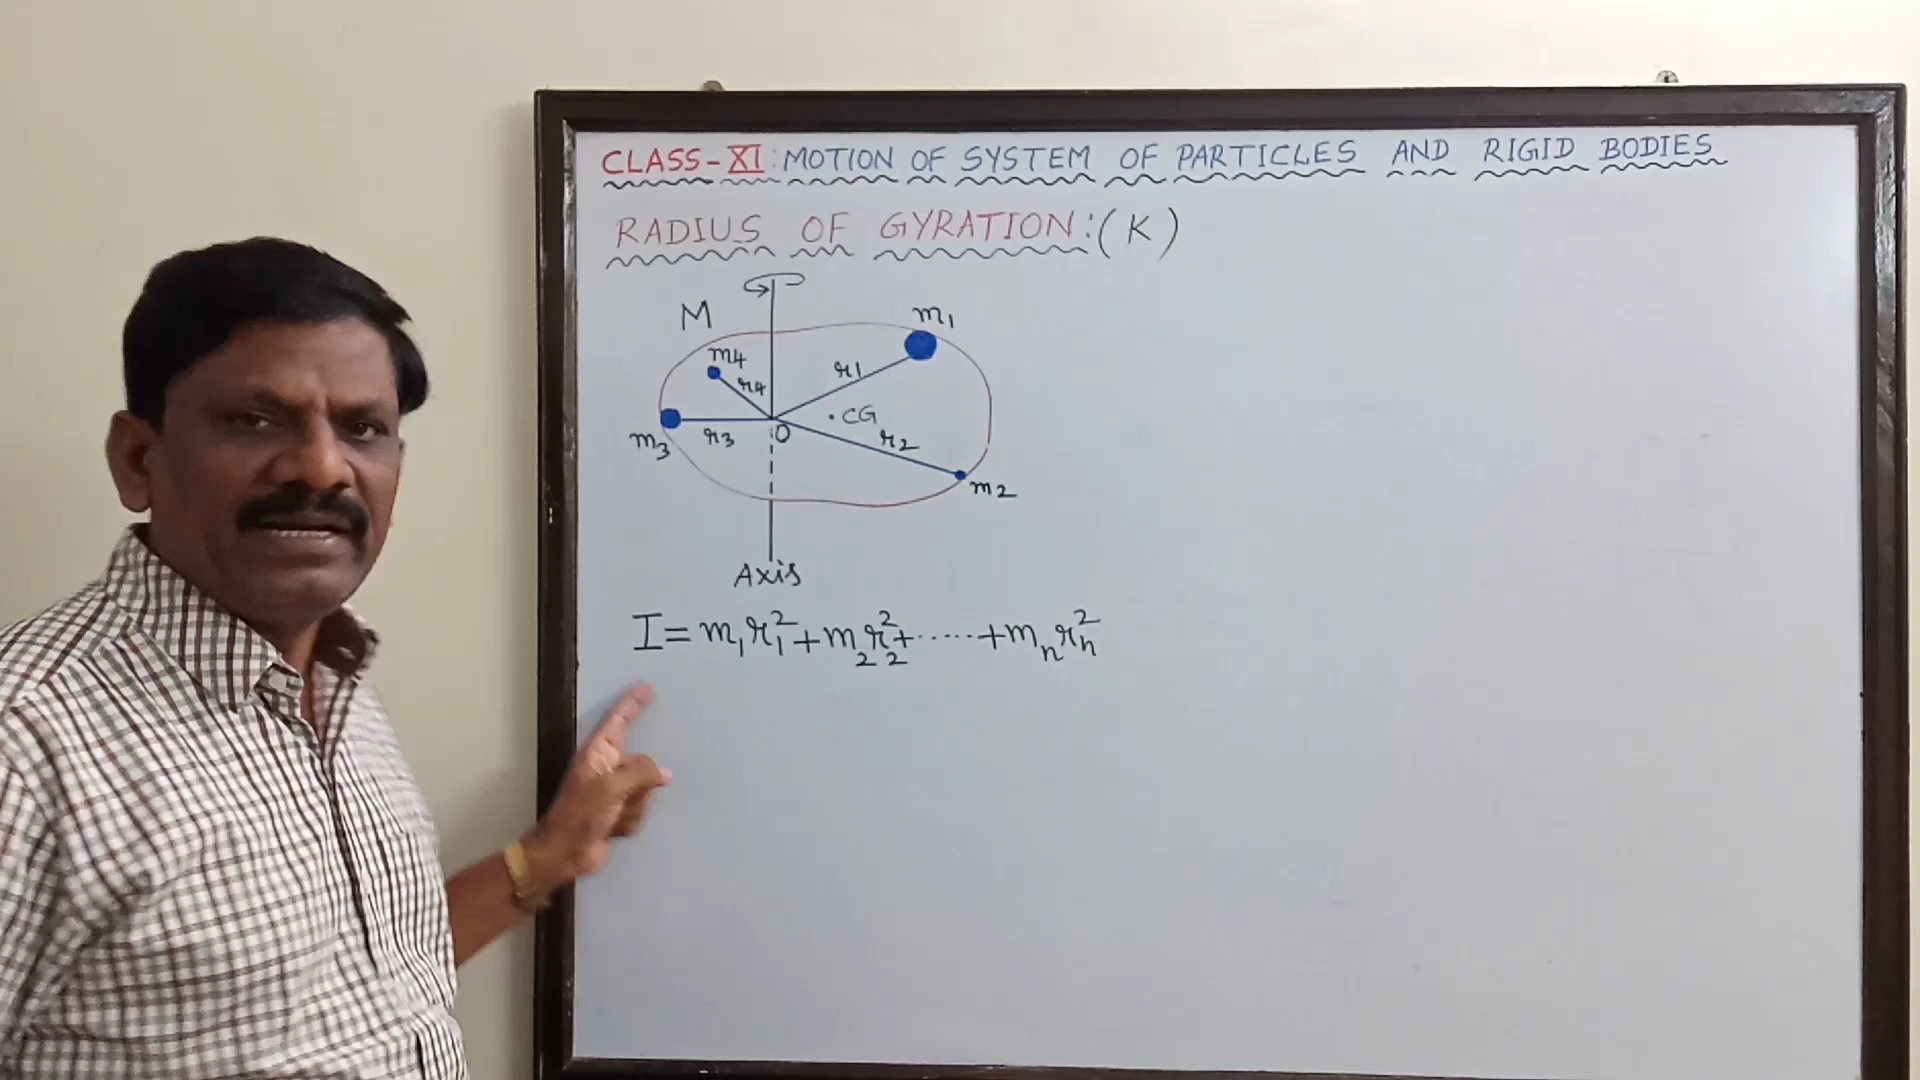 CLASS-XI: MOTION OF SYSTEM OF PARTICLES AND RIGID BODIES
RADIUS OF GYRATION:(K)
M
m1
m4
r1
r4
.CG
m3
r3
O
r2
m2
Axis
I=m₁r₁²+m₂r₂²+.....+mₙrₙ²